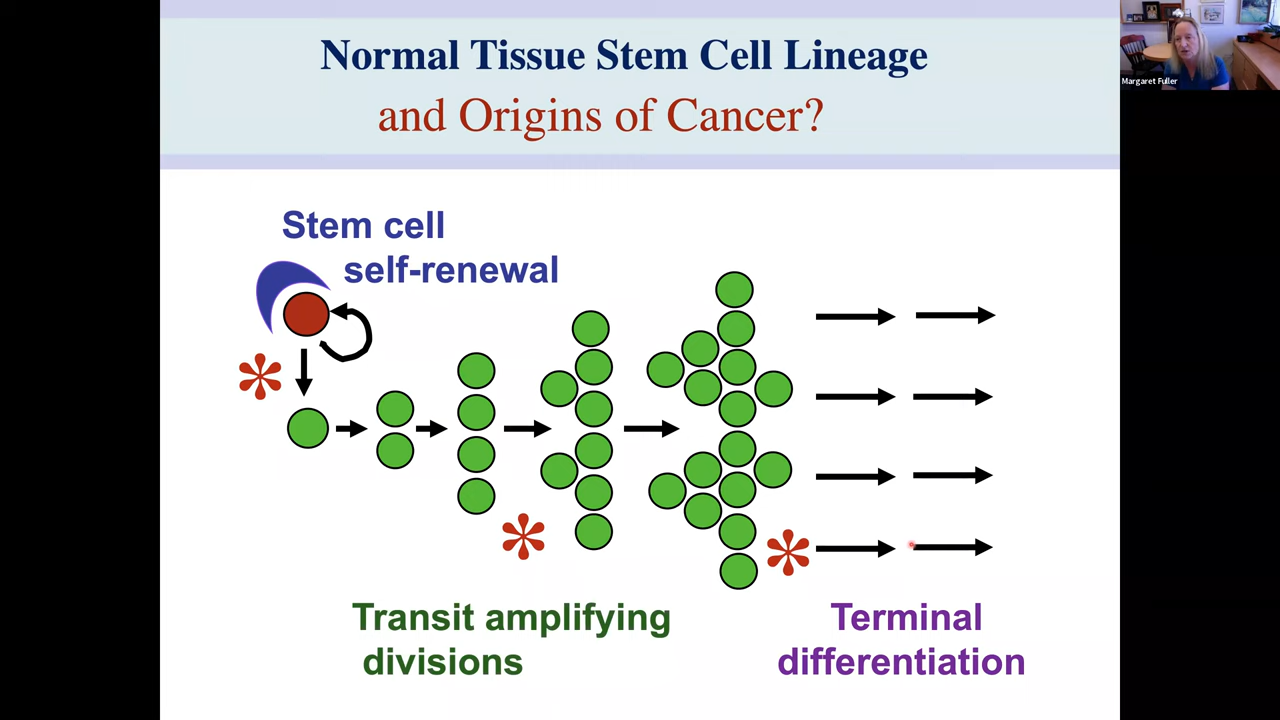 Normal Tissue Stem Cell Lineage
and Origins of Cancer?
Margaret Fuller
Stem cell
self-renewal
*
*
*
Transit amplifying
divisions
Terminal
differentiation